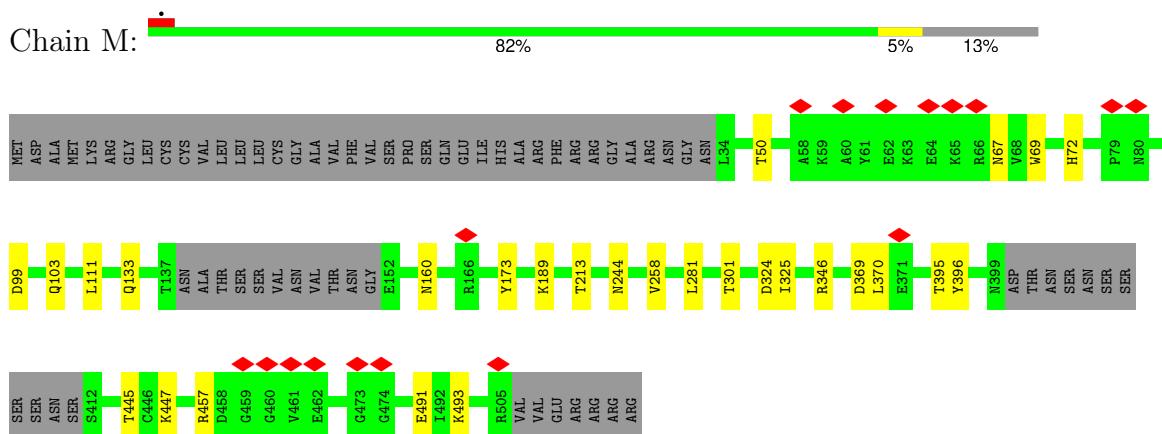 Chain M:
82% 5% 13%
MET ASP ALA MET LYS ARG GLY LEU CYS CYS VAL LEU LEU LEU CYS GLY ALA VAL PHE VAL SER PRO SER GLN GLU ILE HIS ALA ARG PHE ARG ARG GLY ALA ARG ASN GLY ASN L34 T50 A58 K59 A60 Y61 E62 K63 E64 K65 R66 N67 V68 W69 H72 P79 N80
D99 Q103 L111 Q133 T137 ASN ALA THR SER SER VAL ASN VAL THR ASN GLY E152 N160 R166 Y173 K189 T213 N244 V258 L281 T301 D324 I325 R346 D369 L370 E371 T395 Y396 N399 ASP THR ASN SER ASN SER SER
SER SER ASN SER S412 T445 C446 K447 R457 D458 G459 G460 V461 E462 G473 G474 E491 I492 K493 R505 VAL VAL GLU ARG ARG ARG ARG